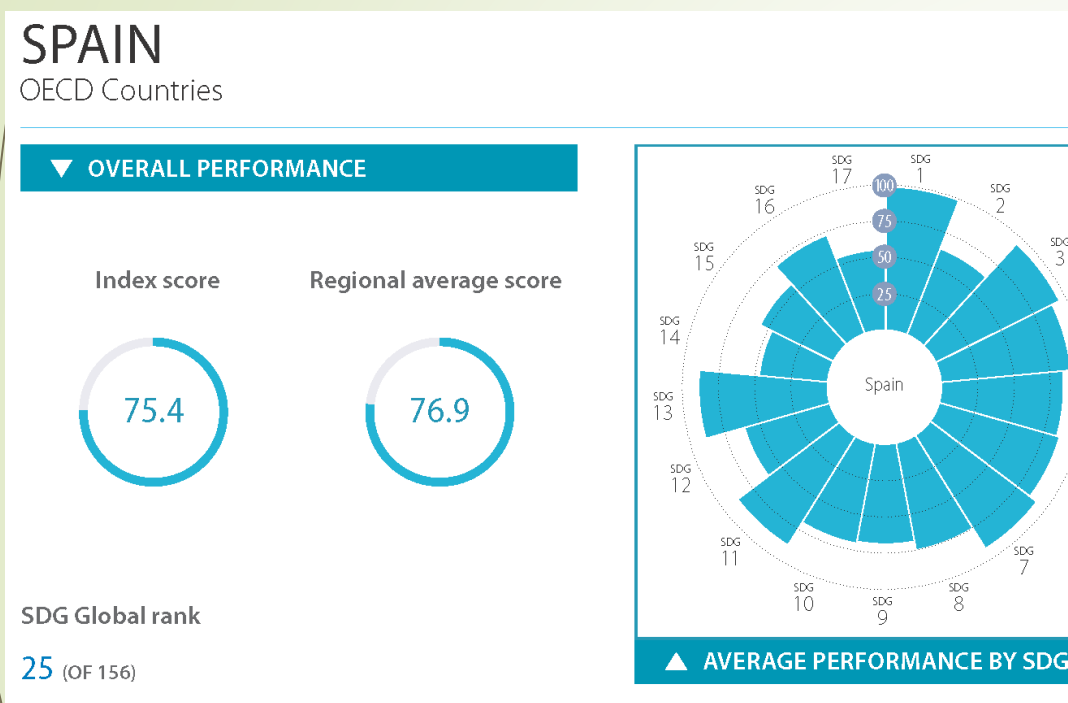 SPAIN
OECD Countries
▼ OVERALL PERFORMANCE
Index score
Regional average score
75.4
76.9
SDG Global rank
25 (OF 156)
SDG
1
SDG
2
SDG
3
SDG
7
SDG
8
SDG
9
SDG
10
SDG
11
SDG
12
SDG
13
SDG
14
SDG
15
SDG
16
SDG
17
100
75
50
25
Spain
▲ AVERAGE PERFORMANCE BY SDG